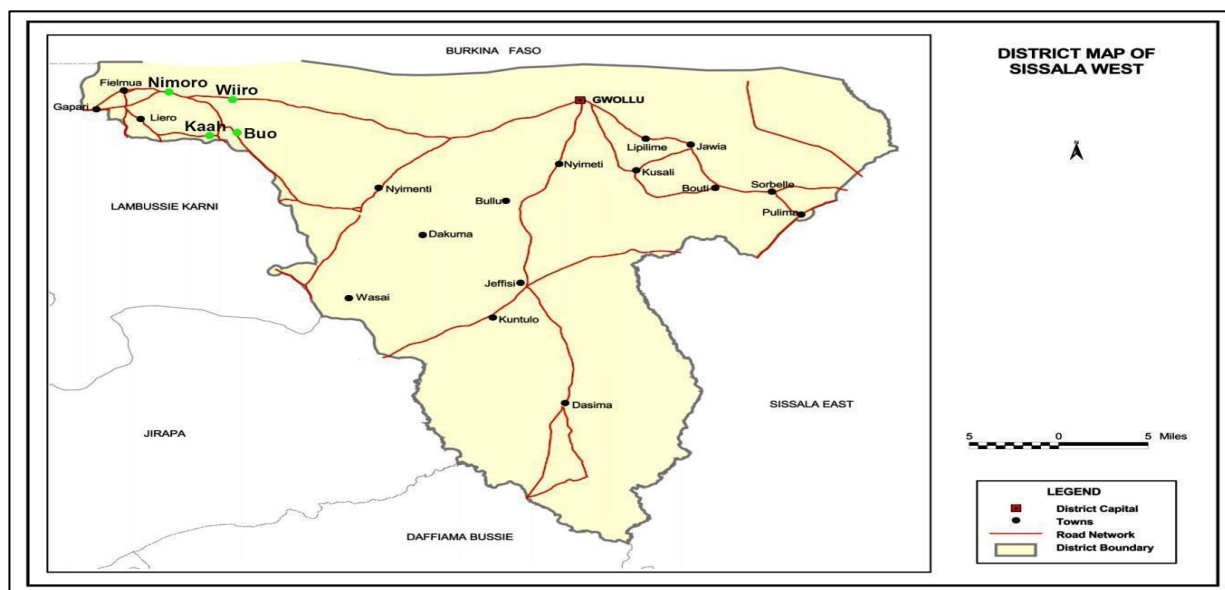 BURKINA FASO
DISTRICT MAP OF
SISSALA WEST
N
Fielmua
Nimoro
Wiiro
Gapari
Liero
Kaah
Buo
GWOLLU
Lipilime
Jawia
Nyimeti
Kusali
Nyimenti
Bouti
Sorbelle
LAMBUSSIE KARNI
Bullu
Pulima
Dakuma
Jeffisi
Wasai
Kuntulo
Dasima
SISSALA EAST
JIRAPA
5 0 5 Miles
LEGEND
District Capital
Towns
Road Network
District Boundary
DAFFIAMA BUSSIE